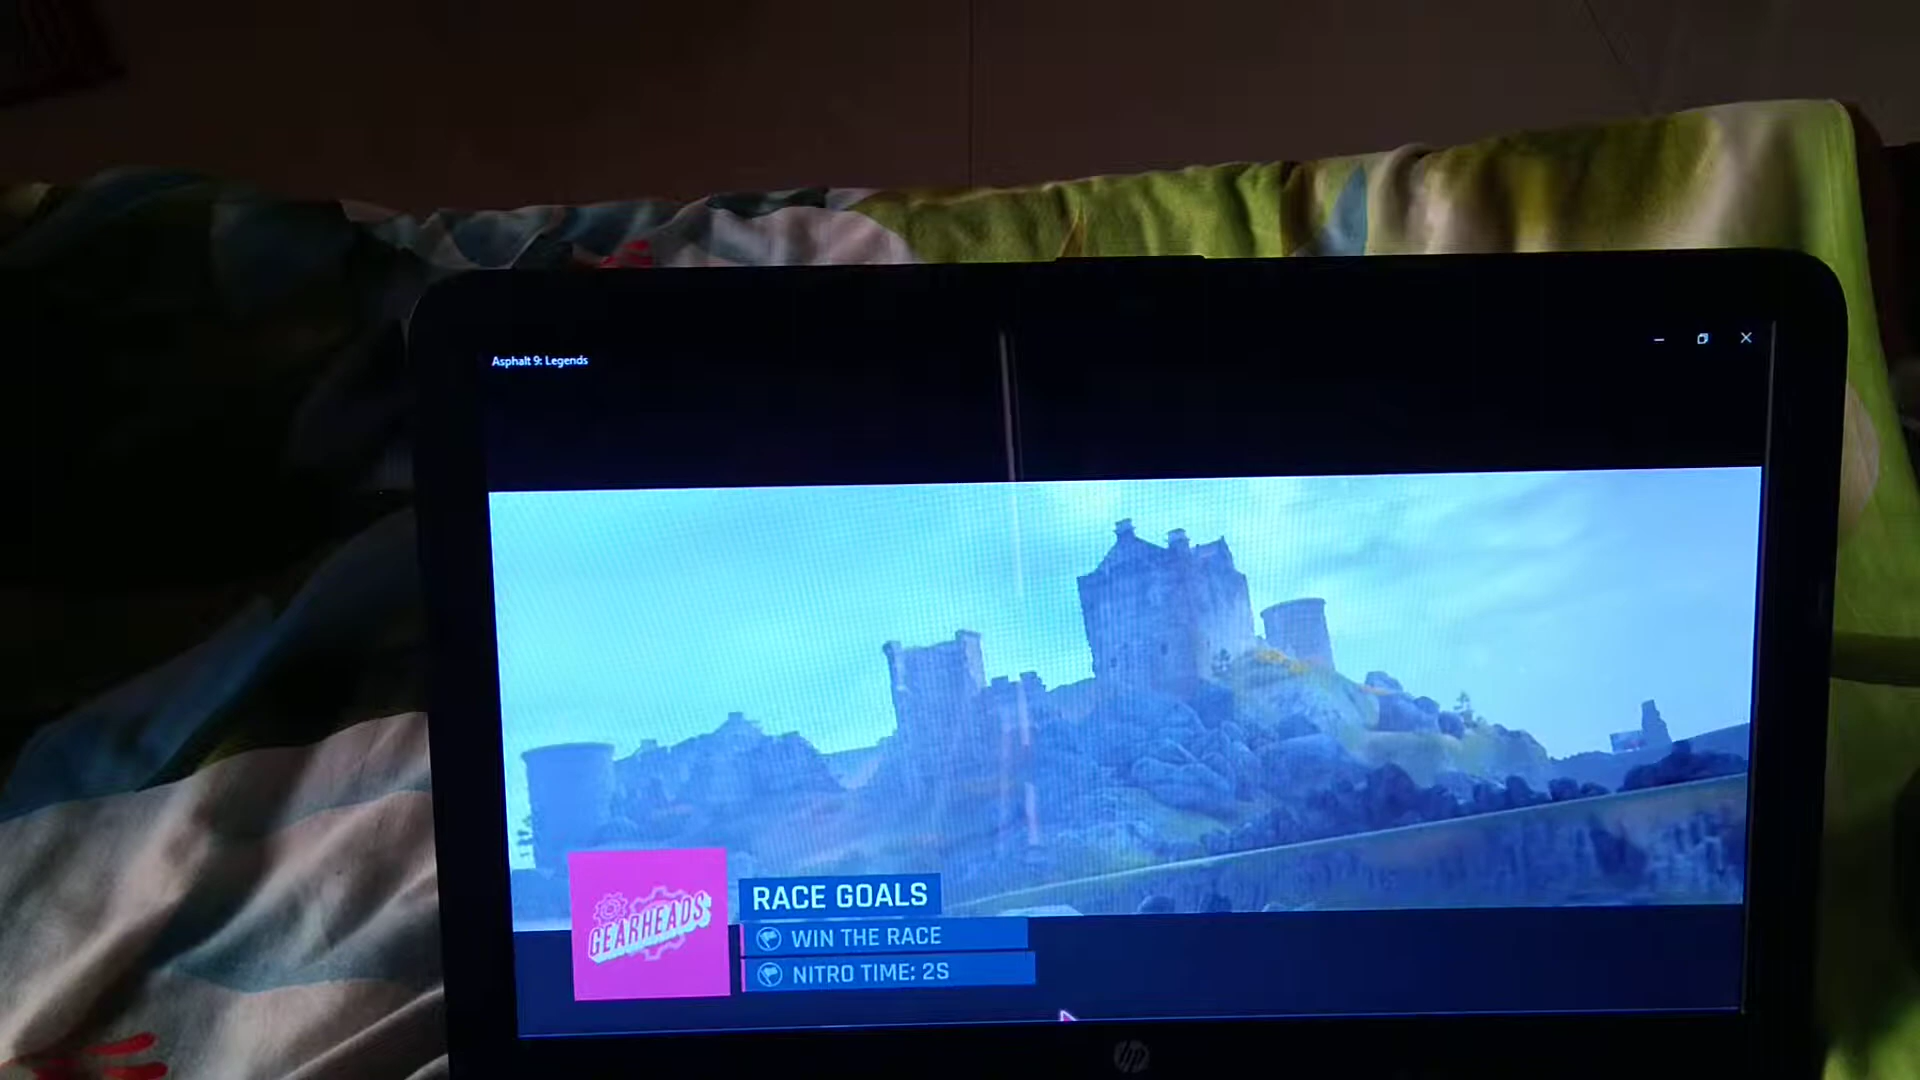 Asphalt 9: Legends
GEARHEADS
RACE GOALS
WIN THE RACE
NITRO TIME: 2S
hp